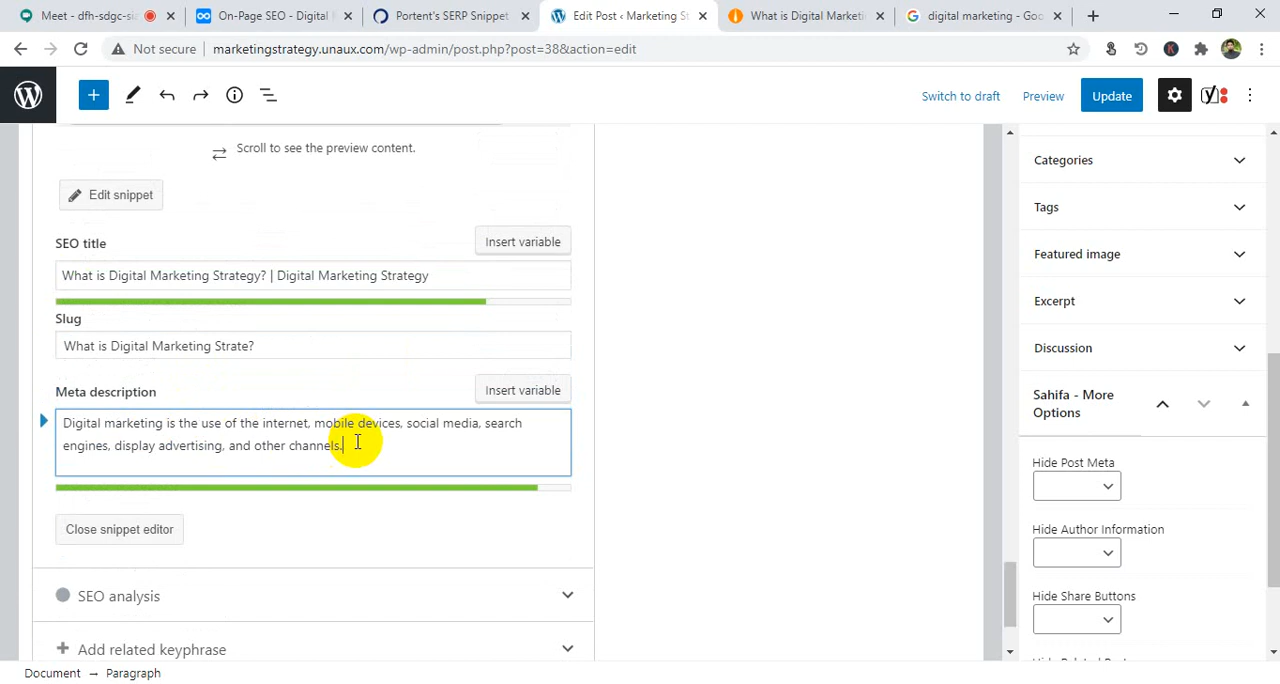 Meet - dfh-sdgc-su
On-Page SEO - Digital M
Portent's SERP Snippet
Edit Post ‹ Marketing St
What is Digital Marketi
digital marketing - Goo
Not secure
marketingstrategy.unaux.com/wp-admin/post.php?post=38&action=edit
Switch to draft
Preview
Update
Scroll to see the preview content.
Edit snippet
SEO title
Insert variable
What is Digital Marketing Strategy? | Digital Marketing Strategy
Slug
What is Digital Marketing Strate?
Meta description
Insert variable
Digital marketing is the use of the internet, mobile devices, social media, search
engines, display advertising, and other channels.
Close snippet editor
SEO analysis
Add related keyphrase
Categories
Tags
Featured image
Excerpt
Discussion
Sahifa - More
Options
Hide Post Meta
Hide Author Information
Hide Share Buttons
Document → Paragraph